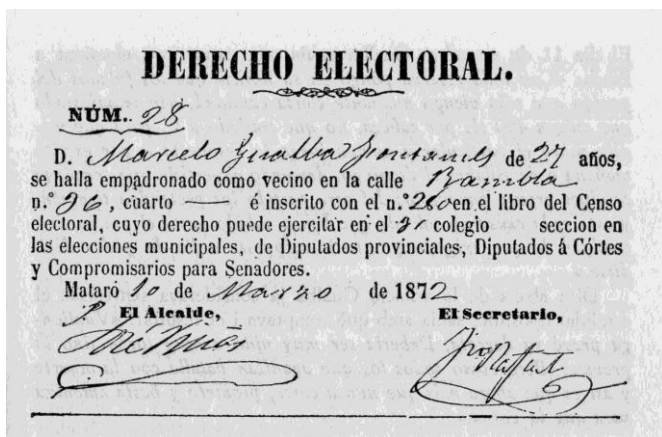 DERECHO ELECTORAL.
NÚM. 28
D. Marcelo Gualba Fontanils de 27 años,
se halla empadronado como vecino en la calle Rambla
n.º 26, cuarto é inscrito con el n.º 280 en el libro del Censo
electoral, cuyo derecho puede ejercitar en el colegio seccion en
las elecciones municipales, de Diputados provinciales, Diputados á Córtes
y Compromisarios para Senadores.
Mataró 10 de Marzo de 1872
El Alcalde, El Secretario,